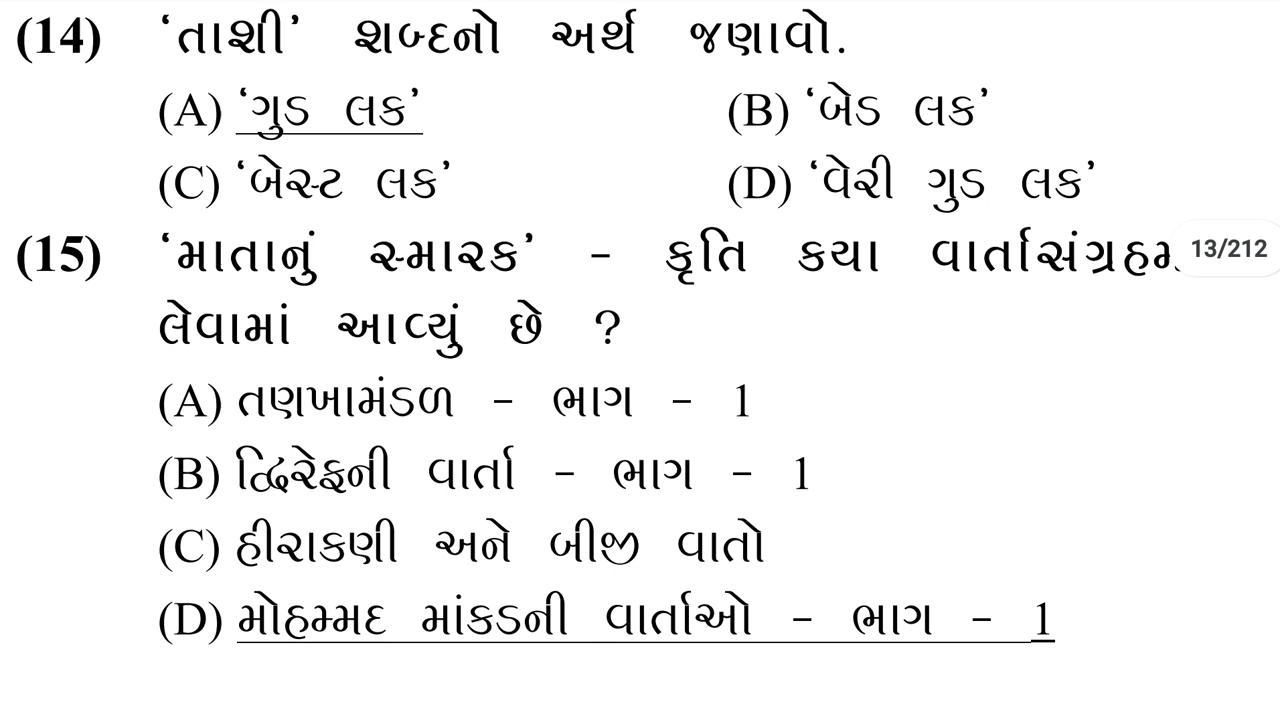 (14) ‘તાશી’ શબ્દનો અર્થ જણાવો.
(A) ‘ગુડ લક’ (B) ‘બેડ લક’
(C) ‘બેસ્ટ લક’ (D) ‘વેરી ગુડ લક’
(15) ‘માતાનું સ્મારક’ - કૃતિ કયા 13/212
લેવામાં આવ્યું છે ?
(A) તણખામંડળ - ભાગ - 1
(B) દ્વિરેફની વાર્તા - ભાગ - 1
(C) હીરાકણી અને બીજી વાતો
(D) મોહમ્મદ માંકડની વાર્તાઓ - ભાગ - 1